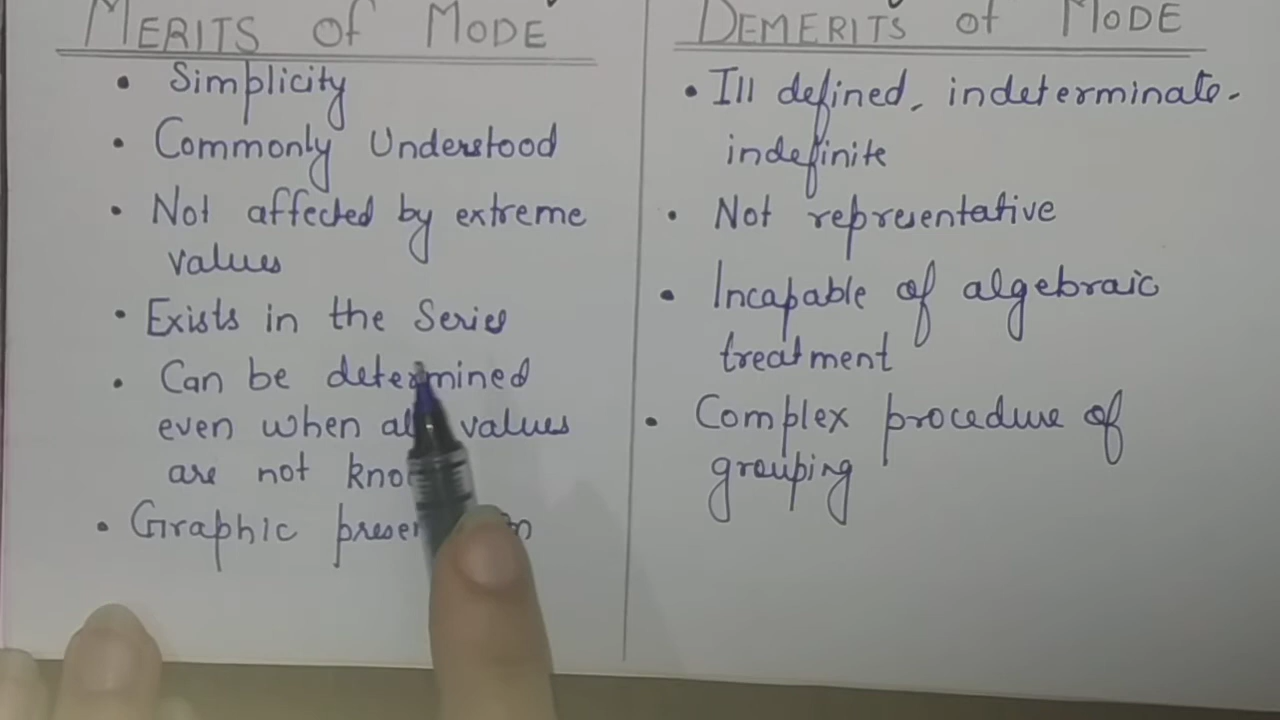 MERITS of MODE
• Simplicity
• Commonly Understood
• Not affected by extreme
values
• Exists in the Series
• Can be determined
even when all values
are not
• Graphic
DEMERITS of MODE
• Ill defined, indeterminate,
indefinite
• Not representative
• Incapable of algebraic
treatment
• Complex procedure of
grouping